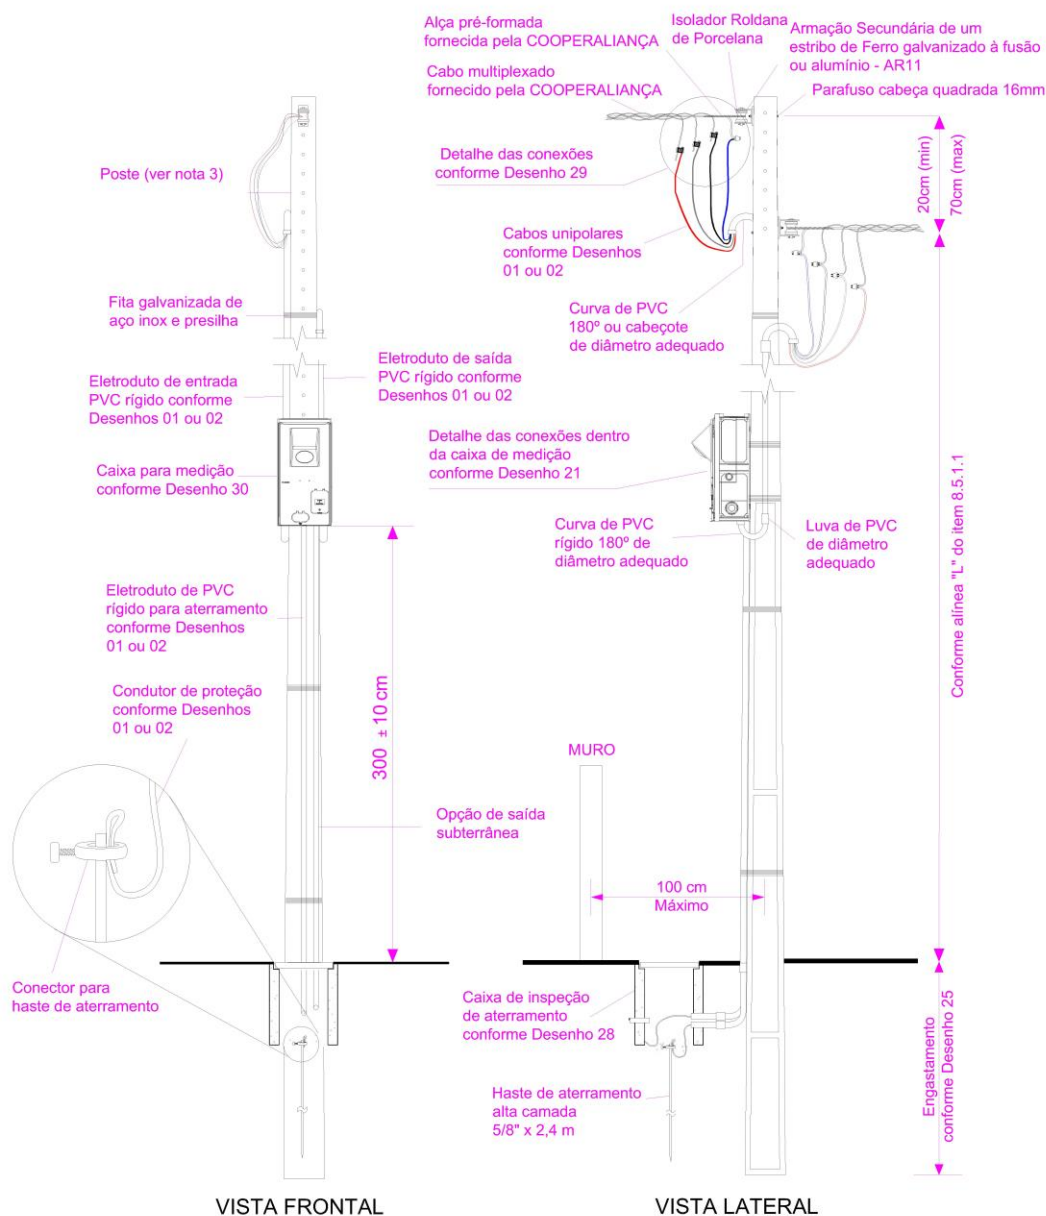 Alça pré-formada
fornecida pela COOPERALIANÇA
Isolador Roldana
de Porcelana
Armação Secundária de um
estribo de Ferro galvanizado à fusão
ou alumínio - AR11
Cabo multiplexado
fornecido pela COOPERALIANÇA
Parafuso cabeça quadrada 16mm
Poste (ver nota 3)
Detalhe das conexões
conforme Desenho 29
20cm (min)
70cm (max)
Cabos unipolares
conforme Desenhos
01 ou 02
Fita galvanizada de
aço inox e presilha
Curva de PVC
180º ou cabeçote
de diâmetro adequado
Eletroduto de saída
PVC rígido conforme
Desenhos 01 ou 02
Eletroduto de entrada
PVC rígido conforme
Desenhos 01 ou 02
Caixa para medição
conforme Desenho 30
Detalhe das conexões dentro
da caixa de medição
conforme Desenho 21
Curva de PVC
rígido 180º de
diâmetro adequado
Luva de PVC
de diâmetro
adequado
Conforme alínea "L" do item 8.5.1.1
Eletroduto de PVC
rígido para aterramento
conforme Desenhos
01 ou 02
Condutor de proteção
conforme Desenhos
01 ou 02
300 ± 10 cm
MURO
Opção de saída
subterrânea
100 cm
Máximo
Conector para
haste de aterramento
Caixa de inspeção
de aterramento
conforme Desenho 28
Engastamento
conforme Desenho 25
Haste de aterramento
alta camada
5/8" x 2,4 m
VISTA FRONTAL
VISTA LATERAL